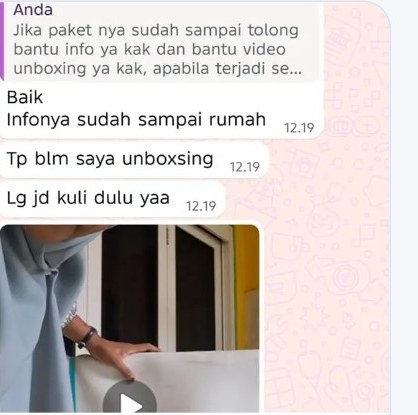 Anda
Jika paket nya sudah sampai tolong
bantu info ya kak dan bantu video
unboxing ya kak, apabila terjadi se...
Baik
Infonya sudah sampai rumah
12.19
Tp blm saya unboxsing
12.19
Lg jd kuli dulu yaa
12.19